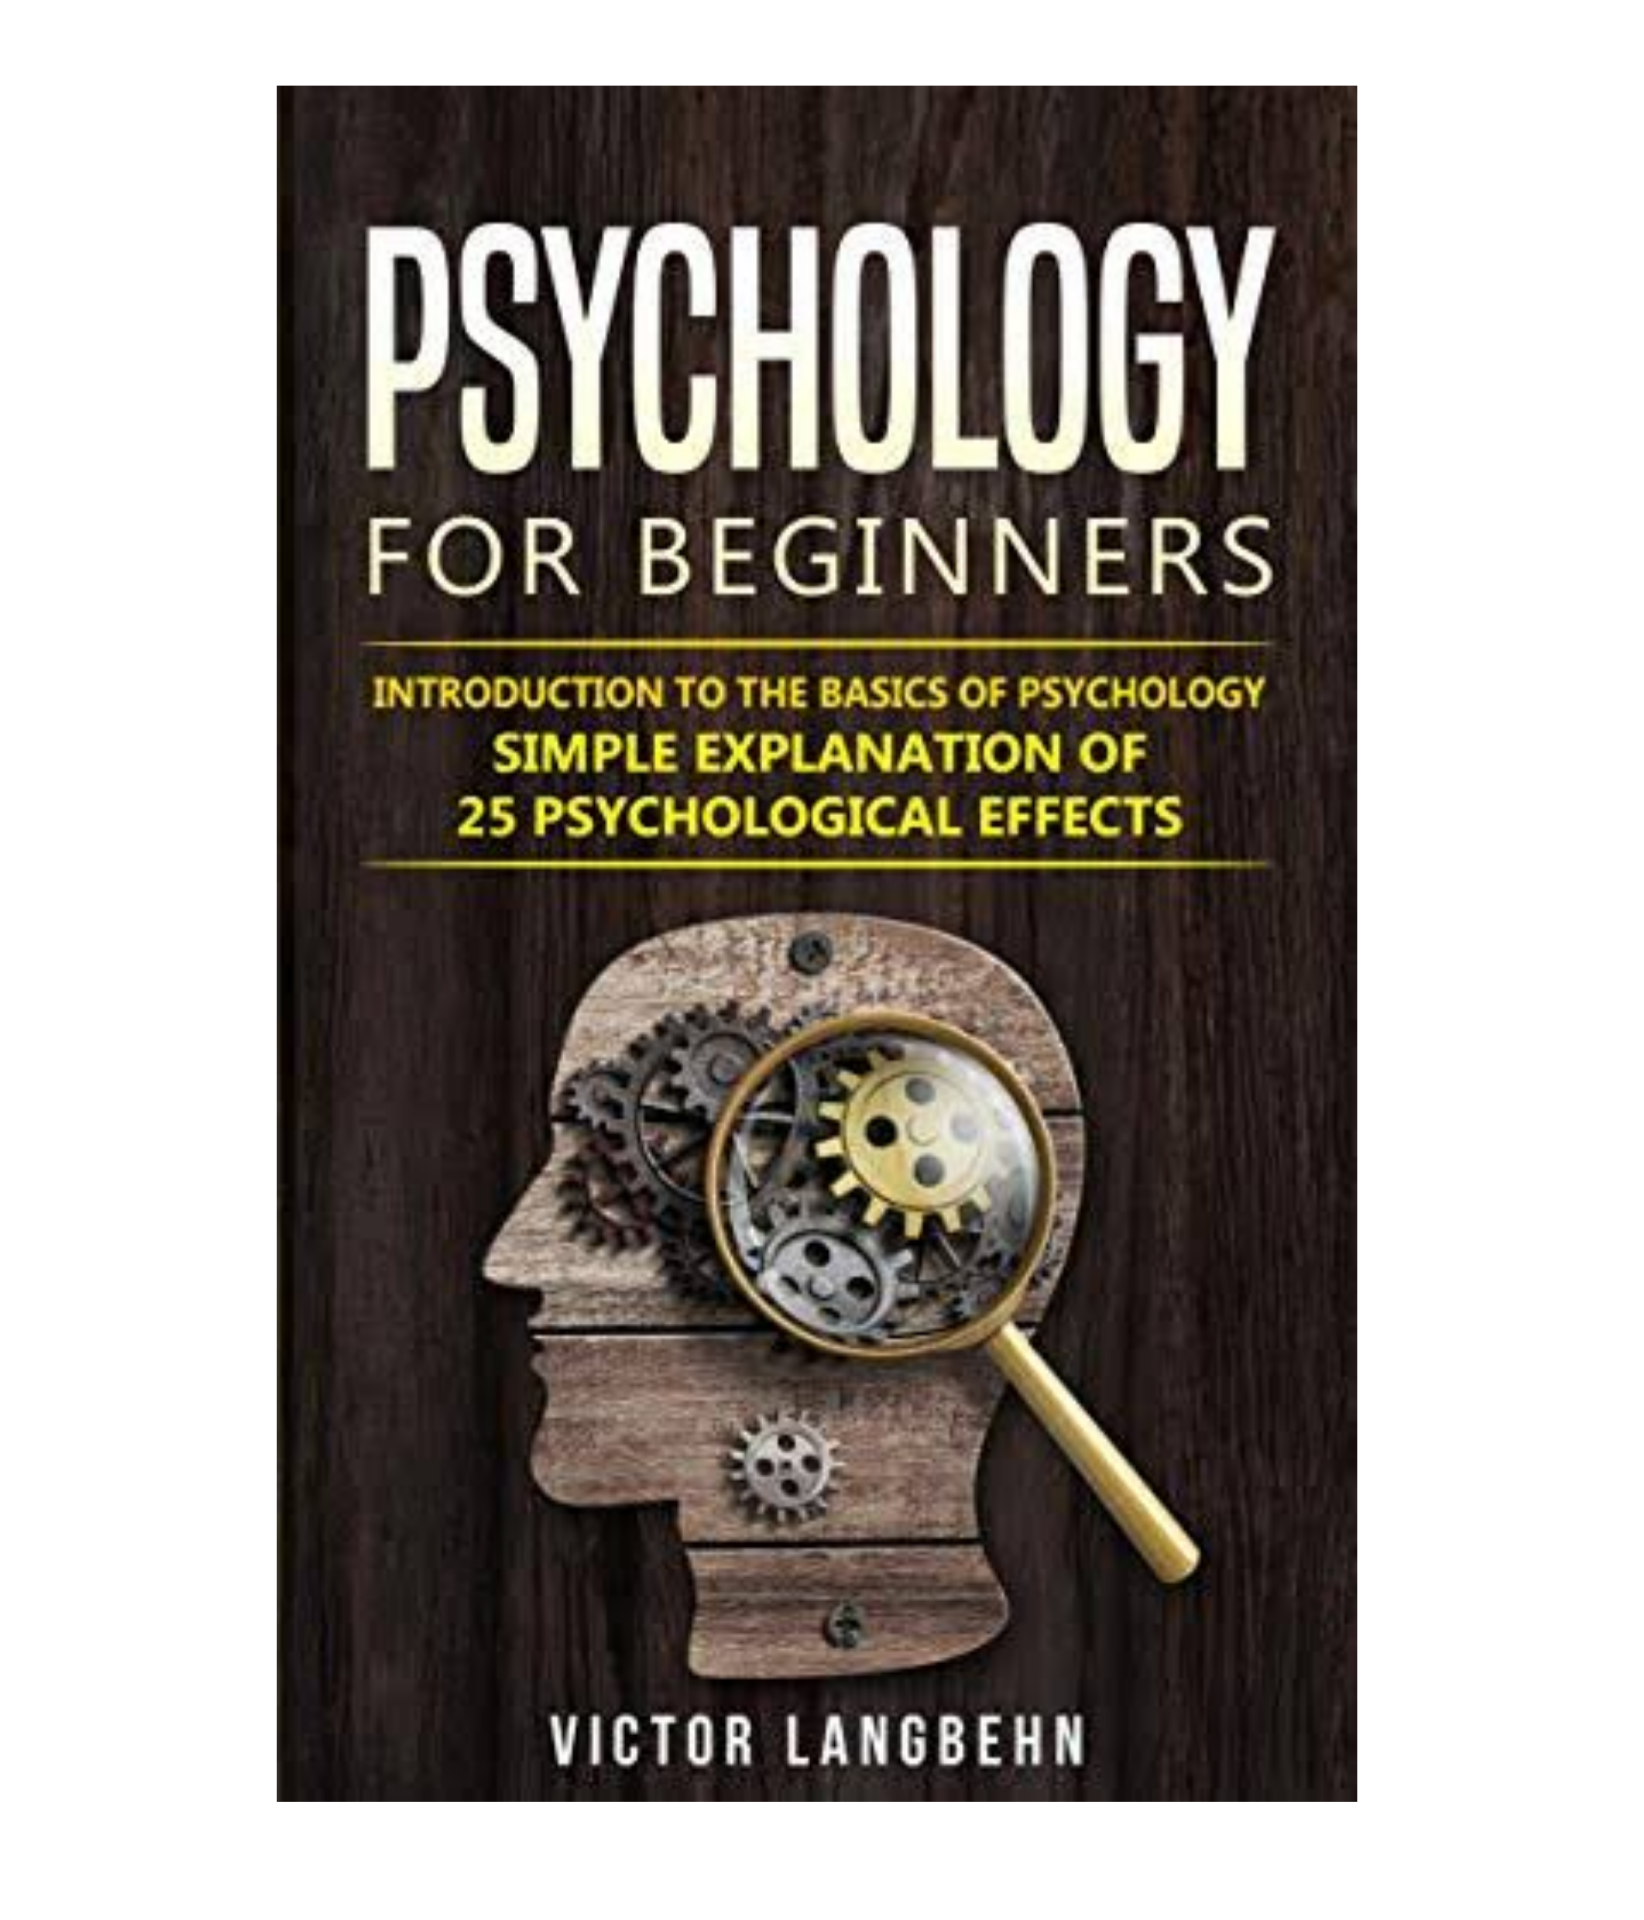 PSYCHOLOGY
FOR BEGINNERS
INTRODUCTION TO THE BASICS OF PSYCHOLOGY
SIMPLE EXPLANATION OF
25 PSYCHOLOGICAL EFFECTS
VICTOR LANGBEHN